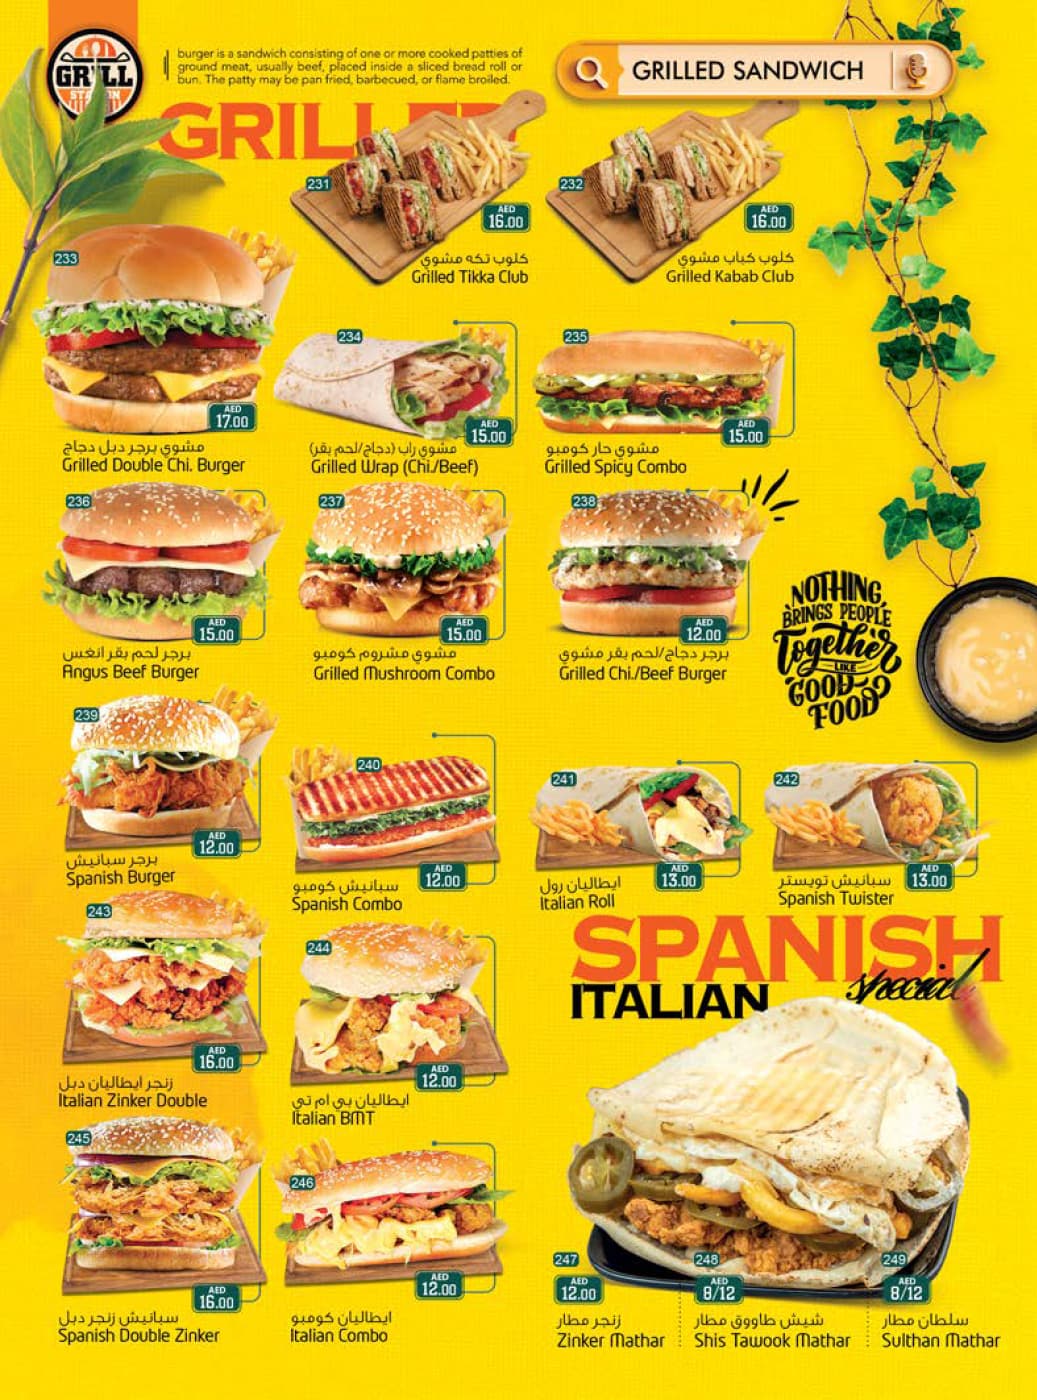 GRILL
STATION
burger is a sandwich consisting of one or more cooked patties of
ground meat, usually beef, placed inside a sliced bread roll or
bun. The patty may be pan fried, barbecued, or flame broiled.
GRILLED SANDWICH
GRILLED
231
AED
16.00
كلوب تكه مشوي
Grilled Tikka Club
232
AED
16.00
كلوب كباب مشوي
Grilled Kabab Club
233
AED
17.00
مشوي برجر دبل دجاج
Grilled Double Chi. Burger
234
AED
15.00
مشوي راب (دجاج/لحم بقر)
Grilled Wrap (Chi./Beef)
235
AED
15.00
مشوي حار كومبو
Grilled Spicy Combo
236
AED
15.00
برجر لحم بقر انغس
Angus Beef Burger
237
AED
15.00
مشوي مشروم كومبو
Grilled Mushroom Combo
238
AED
12.00
برجر دجاج/لحم بقر مشوي
Grilled Chi./Beef Burger
NOTHING
BRINGS PEOPLE
Together
LIKE
GOOD
FOOD
239
AED
12.00
برجر سبانيش
Spanish Burger
240
AED
12.00
سبانيش كومبو
Spanish Combo
241
AED
13.00
ايطاليان رول
Italian Roll
242
AED
13.00
سبانيش تويستر
Spanish Twister
SPANISH
ITALIAN
special
243
AED
16.00
زنجر ايطاليان دبل
Italian Zinker Double
244
AED
12.00
ايطاليان بي ام تي
Italian BMT
245
AED
16.00
سبانيش زنجر دبل
Spanish Double Zinker
246
AED
12.00
ايطاليان كومبو
Italian Combo
247
AED
12.00
زنجر مطار
Zinker Mathar
248
AED
8/12
شيش طاووق مطار
Shis Tawook Mathar
249
AED
8/12
سلطان مطار
Sulthan Mathar